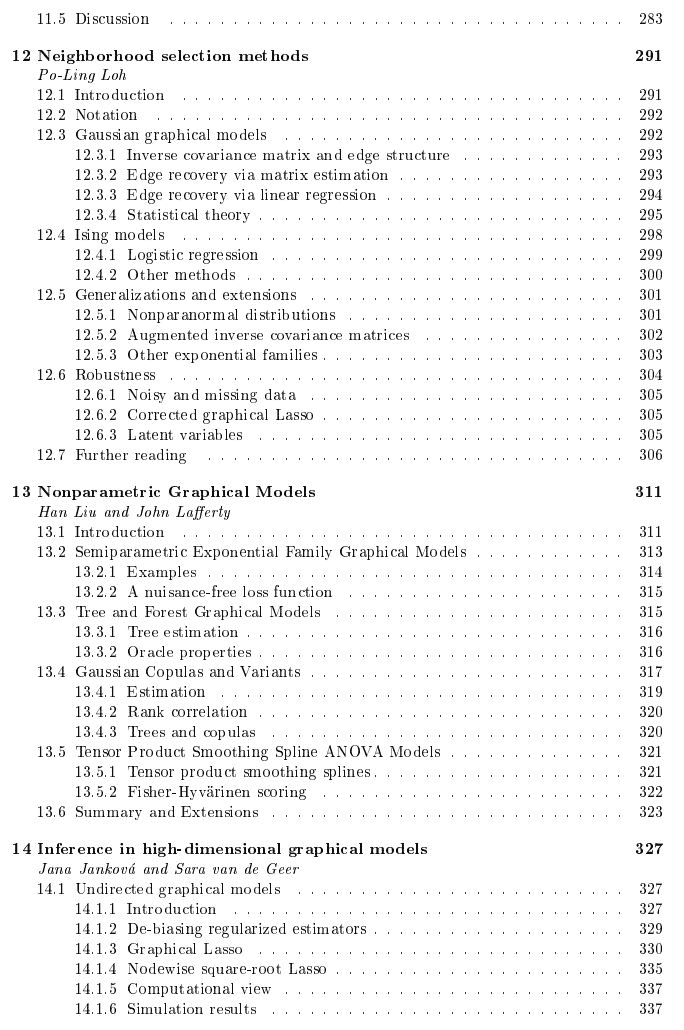 11.5 Discussion . . . . . . . . . . . . . . . . . . . . . . . . . . . . . . . . . . . . 283
12 Neighborhood selection methods 291
Po-Ling Loh
12.1 Introduction . . . . . . . . . . . . . . . . . . . . . . . . . . . . . . . . . . . 291
12.2 Notation . . . . . . . . . . . . . . . . . . . . . . . . . . . . . . . . . . . . . 292
12.3 Gaussian graphical models . . . . . . . . . . . . . . . . . . . . . . . . . . . 292
12.3.1 Inverse covariance matrix and edge structure . . . . . . . . . . . . . 293
12.3.2 Edge recovery via matrix estimation . . . . . . . . . . . . . . . . . . 293
12.3.3 Edge recovery via linear regression . . . . . . . . . . . . . . . . . . . 294
12.3.4 Statistical theory . . . . . . . . . . . . . . . . . . . . . . . . . . . . . 295
12.4 Ising models . . . . . . . . . . . . . . . . . . . . . . . . . . . . . . . . . . . 298
12.4.1 Logistic regression . . . . . . . . . . . . . . . . . . . . . . . . . . . . 299
12.4.2 Other methods . . . . . . . . . . . . . . . . . . . . . . . . . . . . . . 300
12.5 Generalizations and extensions . . . . . . . . . . . . . . . . . . . . . . . . . 301
12.5.1 Nonparanormal distributions . . . . . . . . . . . . . . . . . . . . . . 301
12.5.2 Augmented inverse covariance matrices . . . . . . . . . . . . . . . . 302
12.5.3 Other exponential families . . . . . . . . . . . . . . . . . . . . . . . . 303
12.6 Robustness . . . . . . . . . . . . . . . . . . . . . . . . . . . . . . . . . . . . 304
12.6.1 Noisy and missing data . . . . . . . . . . . . . . . . . . . . . . . . . 305
12.6.2 Corrected graphical Lasso . . . . . . . . . . . . . . . . . . . . . . . . 305
12.6.3 Latent variables . . . . . . . . . . . . . . . . . . . . . . . . . . . . . 305
12.7 Further reading . . . . . . . . . . . . . . . . . . . . . . . . . . . . . . . . . 306
13 Nonparametric Graphical Models 311
Han Liu and John Lafferty
13.1 Introduction . . . . . . . . . . . . . . . . . . . . . . . . . . . . . . . . . . . 311
13.2 Semiparametric Exponential Family Graphical Models . . . . . . . . . . . . 313
13.2.1 Examples . . . . . . . . . . . . . . . . . . . . . . . . . . . . . . . . . 314
13.2.2 A nuisance-free loss function . . . . . . . . . . . . . . . . . . . . . . 315
13.3 Tree and Forest Graphical Models . . . . . . . . . . . . . . . . . . . . . . . 315
13.3.1 Tree estimation . . . . . . . . . . . . . . . . . . . . . . . . . . . . . . 316
13.3.2 Oracle properties . . . . . . . . . . . . . . . . . . . . . . . . . . . . . 316
13.4 Gaussian Copulas and Variants . . . . . . . . . . . . . . . . . . . . . . . . . 317
13.4.1 Estimation . . . . . . . . . . . . . . . . . . . . . . . . . . . . . . . . 319
13.4.2 Rank correlation . . . . . . . . . . . . . . . . . . . . . . . . . . . . . 320
13.4.3 Trees and copulas . . . . . . . . . . . . . . . . . . . . . . . . . . . . 320
13.5 Tensor Product Smoothing Spline ANOVA Models . . . . . . . . . . . . . . 321
13.5.1 Tensor product smoothing splines . . . . . . . . . . . . . . . . . . . . 321
13.5.2 Fisher-Hyvärinen scoring . . . . . . . . . . . . . . . . . . . . . . . . 322
13.6 Summary and Extensions . . . . . . . . . . . . . . . . . . . . . . . . . . . . 323
14 Inference in high-dimensional graphical models 327
Jana Janková and Sara van de Geer
14.1 Undirected graphical models . . . . . . . . . . . . . . . . . . . . . . . . . . 327
14.1.1 Introduction . . . . . . . . . . . . . . . . . . . . . . . . . . . . . . . 327
14.1.2 De-biasing regularized estimators . . . . . . . . . . . . . . . . . . . . 329
14.1.3 Graphical Lasso . . . . . . . . . . . . . . . . . . . . . . . . . . . . . 330
14.1.4 Nodewise square-root Lasso . . . . . . . . . . . . . . . . . . . . . . . 335
14.1.5 Computational view . . . . . . . . . . . . . . . . . . . . . . . . . . . 337
14.1.6 Simulation results . . . . . . . . . . . . . . . . . . . . . . . . . . . . 337